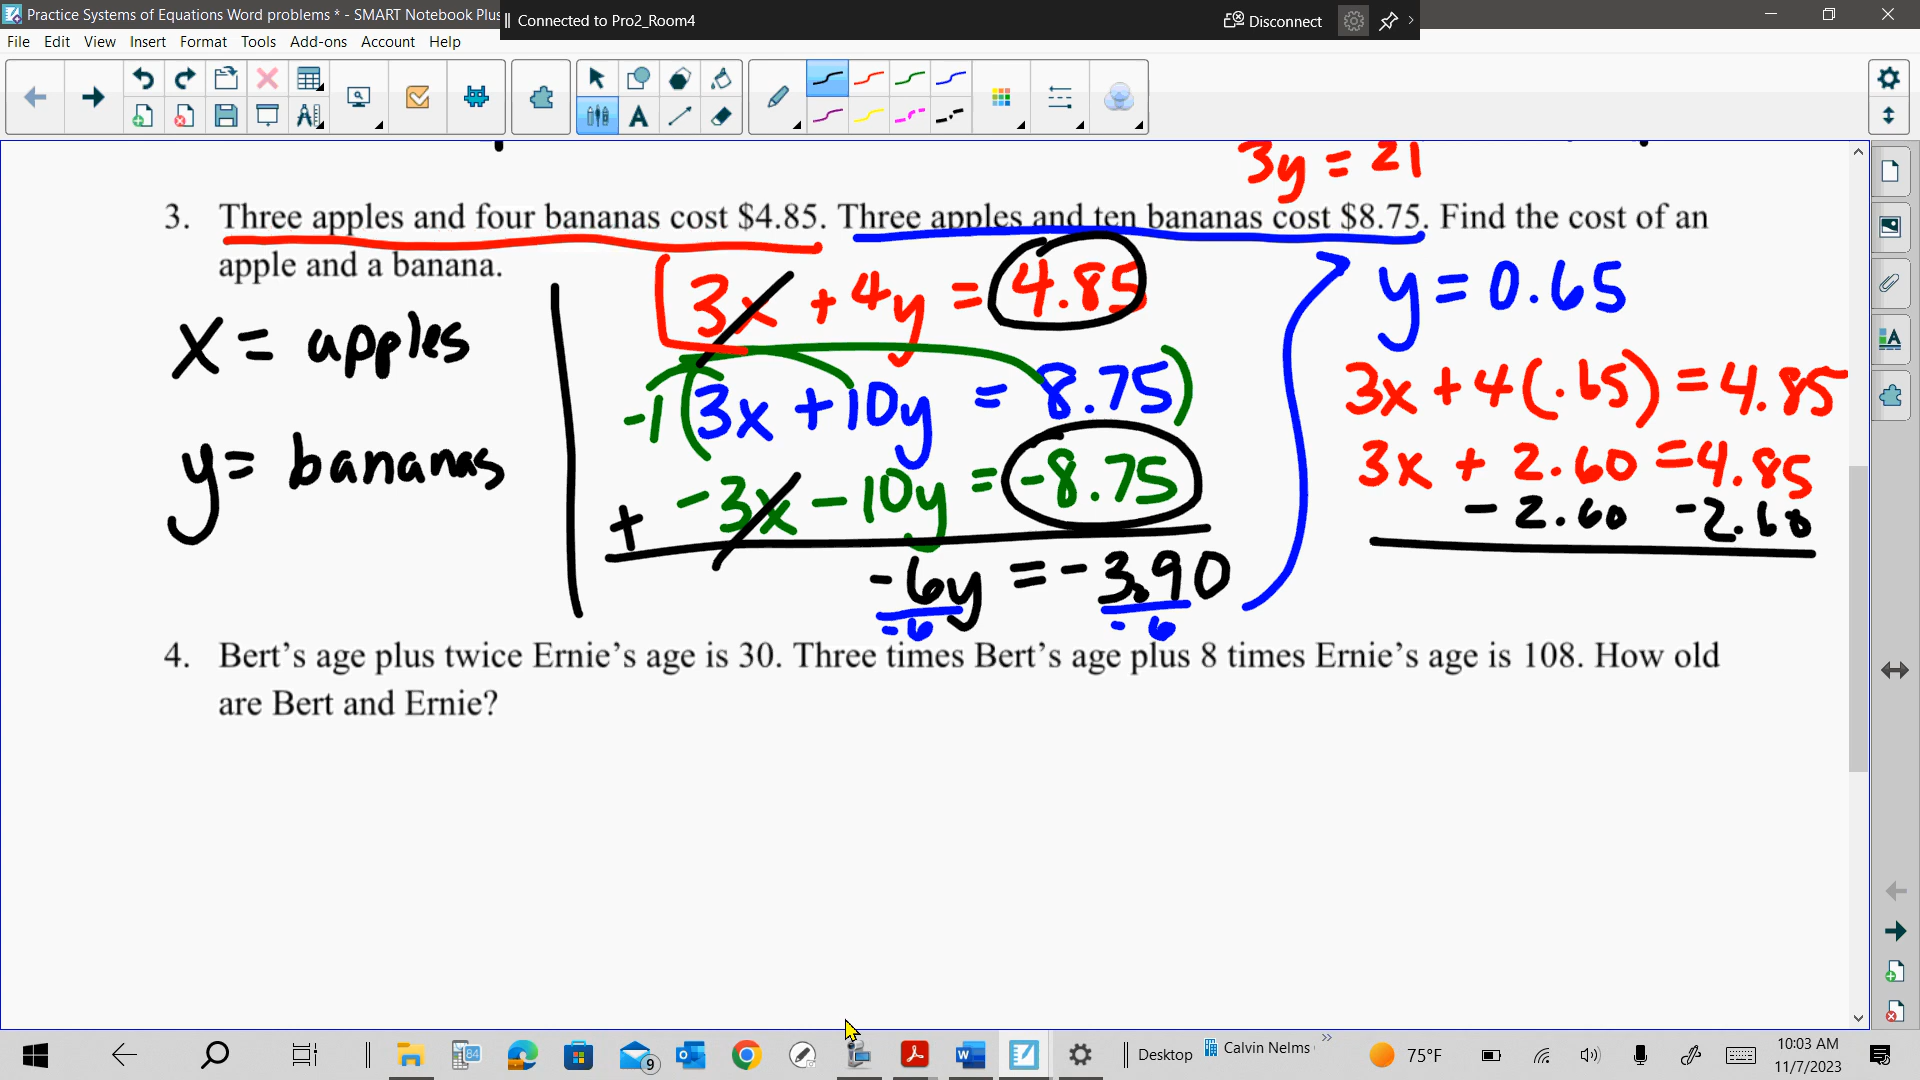 Practice Systems of Equations Word problems * - SMART Notebook Plus
Connected to Pro2_Room4
Disconnect
File Edit View Insert Format Tools Add-ons Account Help
3y = 21
3. Three apples and four bananas cost $4.85. Three apples and ten bananas cost $8.75. Find the cost of an
apple and a banana.
x = apples
y = bananas
3x + 4y = 4.85
-1(3x + 10y = 8.75)
+ -3x - 10y = -8.75
-6y = -3.90
-6 -6
y = 0.65
3x + 4(.65) = 4.85
3x + 2.60 = 4.85
- 2.60 -2.60
4. Bert’s age plus twice Ernie’s age is 30. Three times Bert’s age plus 8 times Ernie’s age is 108. How old
are Bert and Ernie?
84
9
Desktop
Calvin Nelms
75°F
10:03 AM
11/7/2023